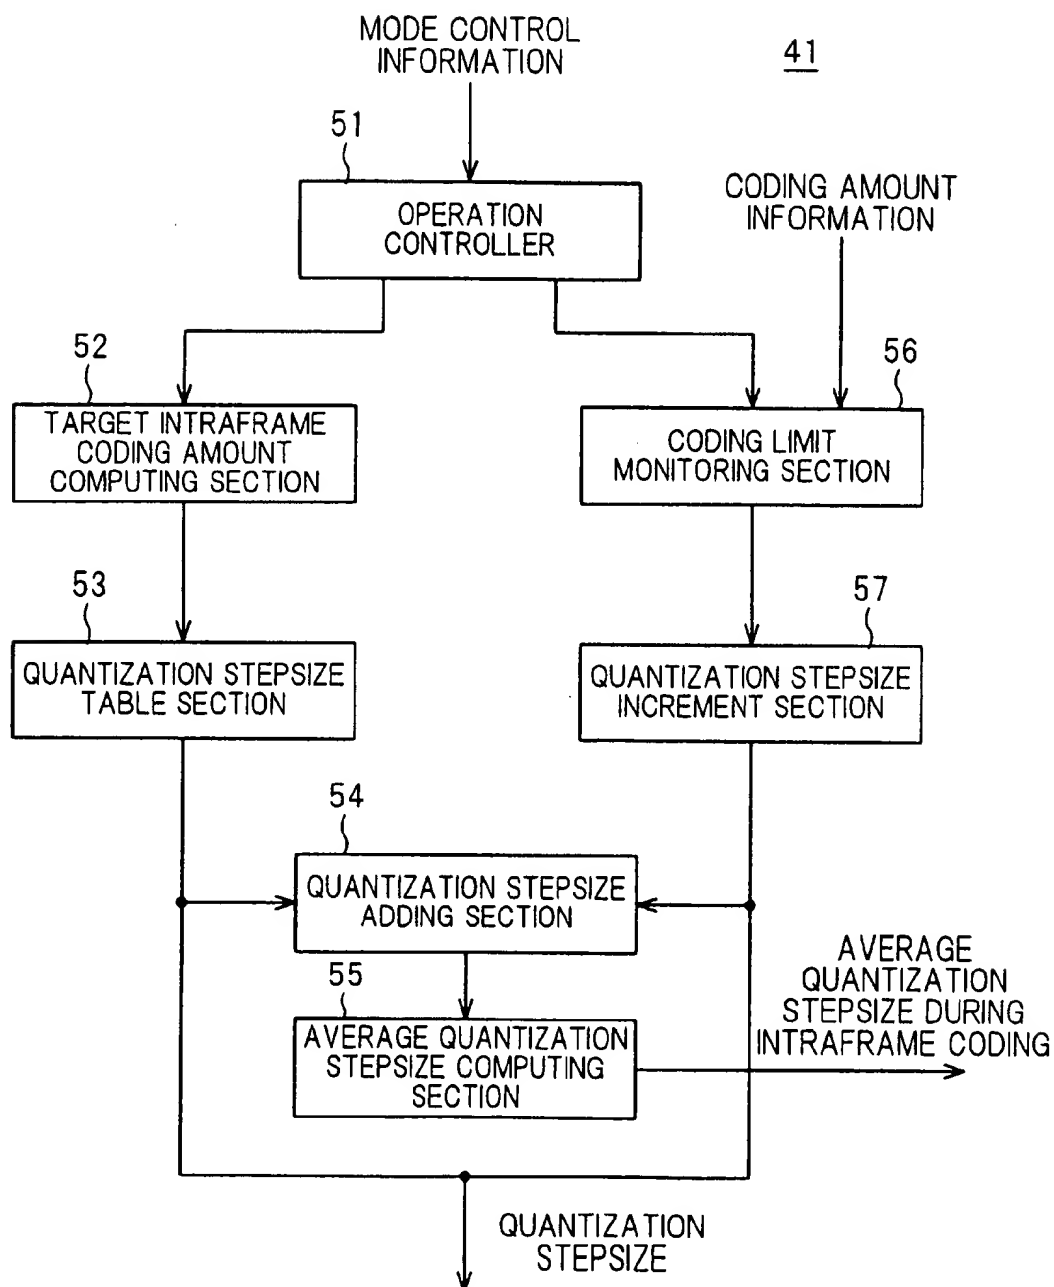 MODE CONTROL
INFORMATION
41
51
OPERATION
CONTROLLER
CODING AMOUNT
INFORMATION
52
TARGET INTRAFRAME
CODING AMOUNT
COMPUTING SECTION
56
CODING LIMIT
MONITORING SECTION
53
QUANTIZATION STEPSIZE
TABLE SECTION
57
QUANTIZATION STEPSIZE
INCREMENT SECTION
54
QUANTIZATION STEPSIZE
ADDING SECTION
55
AVERAGE QUANTIZATION
STEPSIZE COMPUTING
SECTION
AVERAGE
QUANTIZATION
STEPSIZE DURING
INTRAFRAME CODING
QUANTIZATION
STEPSIZE